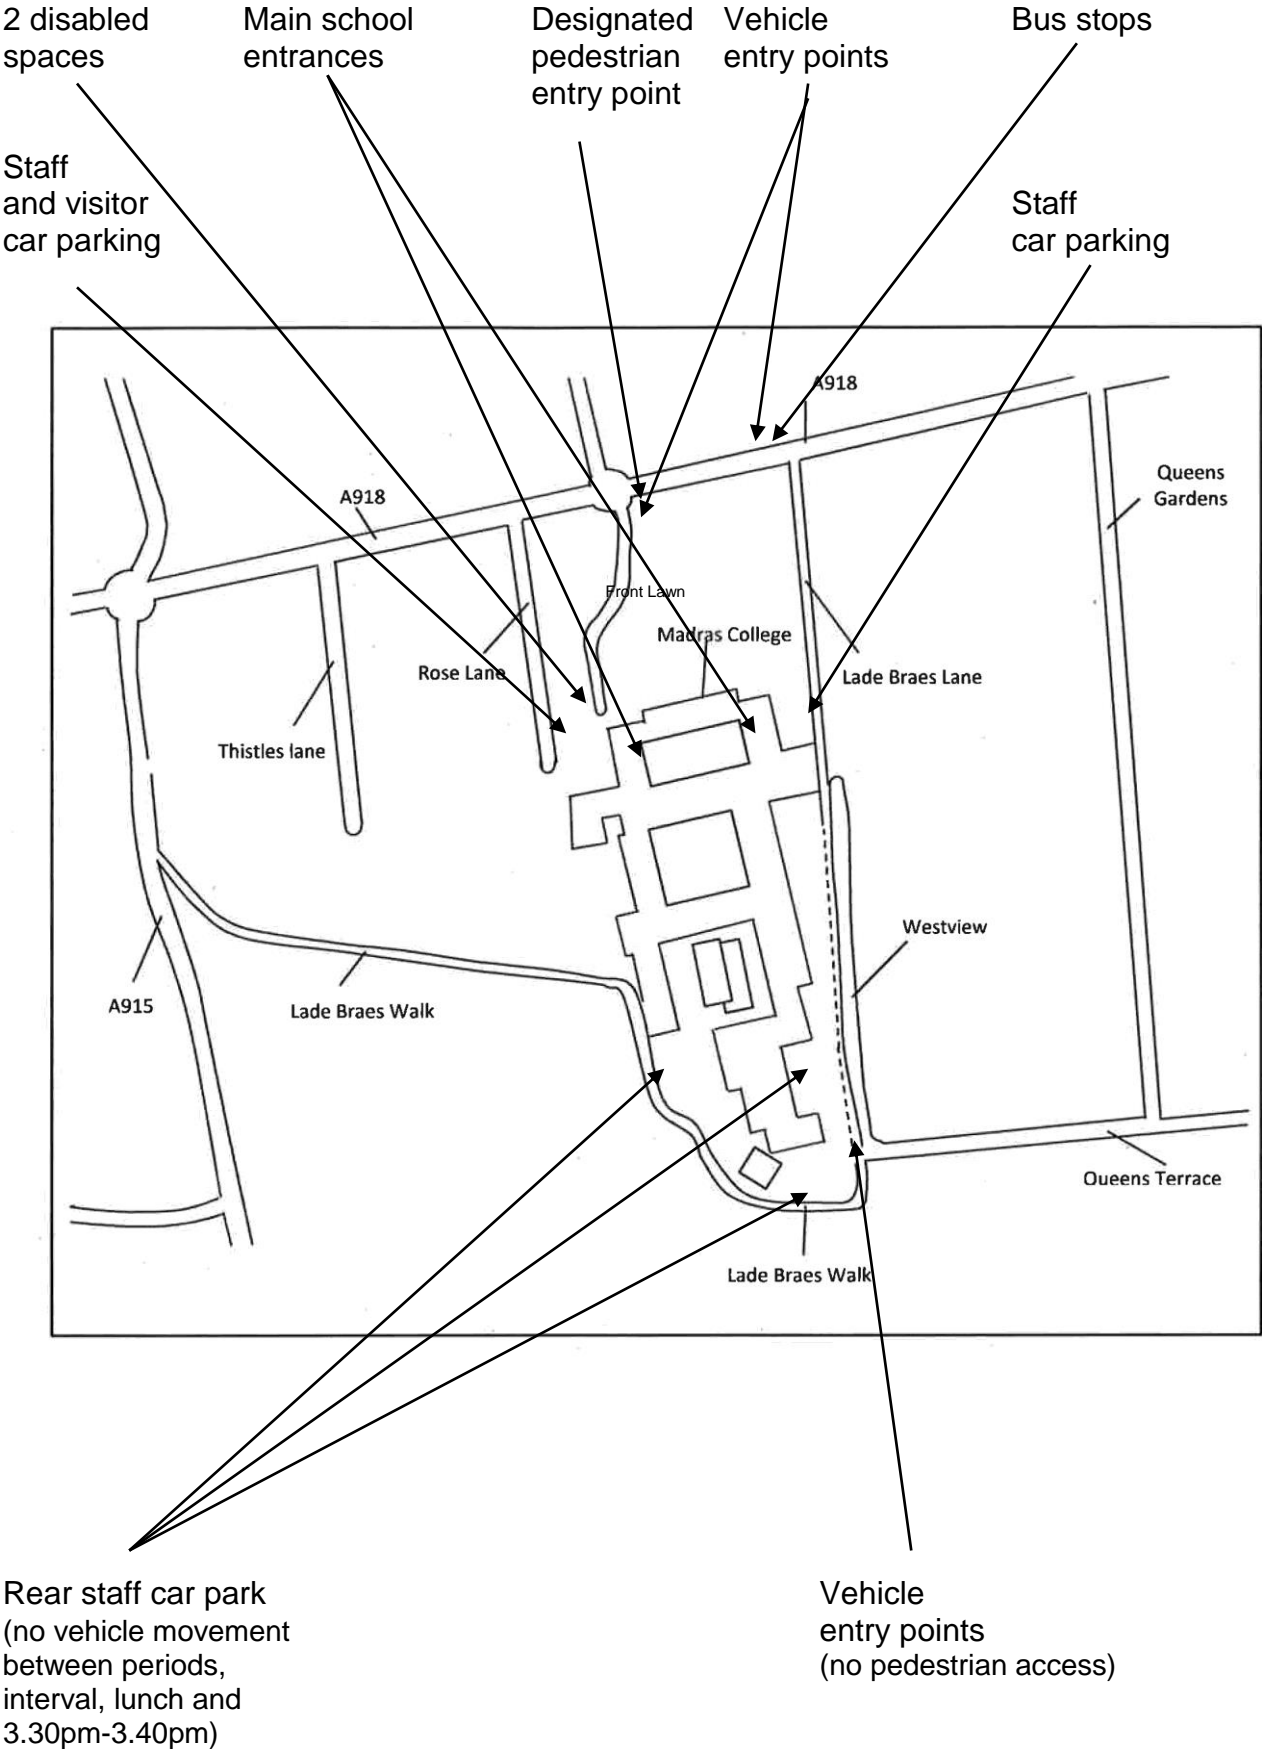 2 disabled
spaces
Main school
entrances
Designated
pedestrian
entry point
Vehicle
entry points
Bus stops
Staff
and visitor
car parking
Staff
car parking
A918
Queens
Gardens
A918
Front Lawn
Madras College
Rose Lane
Lade Braes Lane
Thistles lane
Westview
A915
Lade Braes Walk
Queens Terrace
Lade Braes Walk
Rear staff car park
(no vehicle movement
between periods,
interval, lunch and
3.30pm-3.40pm)
Vehicle
entry points
(no pedestrian access)